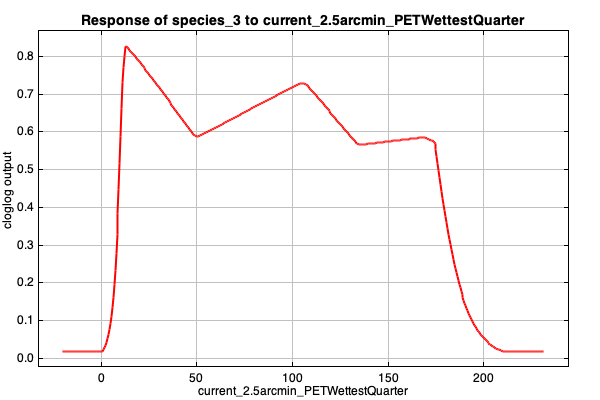 Response of species_3 to current_2.5arcmin_PETWettestQuarter
cloglog output
0.8
0.7
0.6
0.5
0.4
0.3
0.2
0.1
0.0
0 50 100 150 200
current_2.5arcmin_PETWettestQuarter